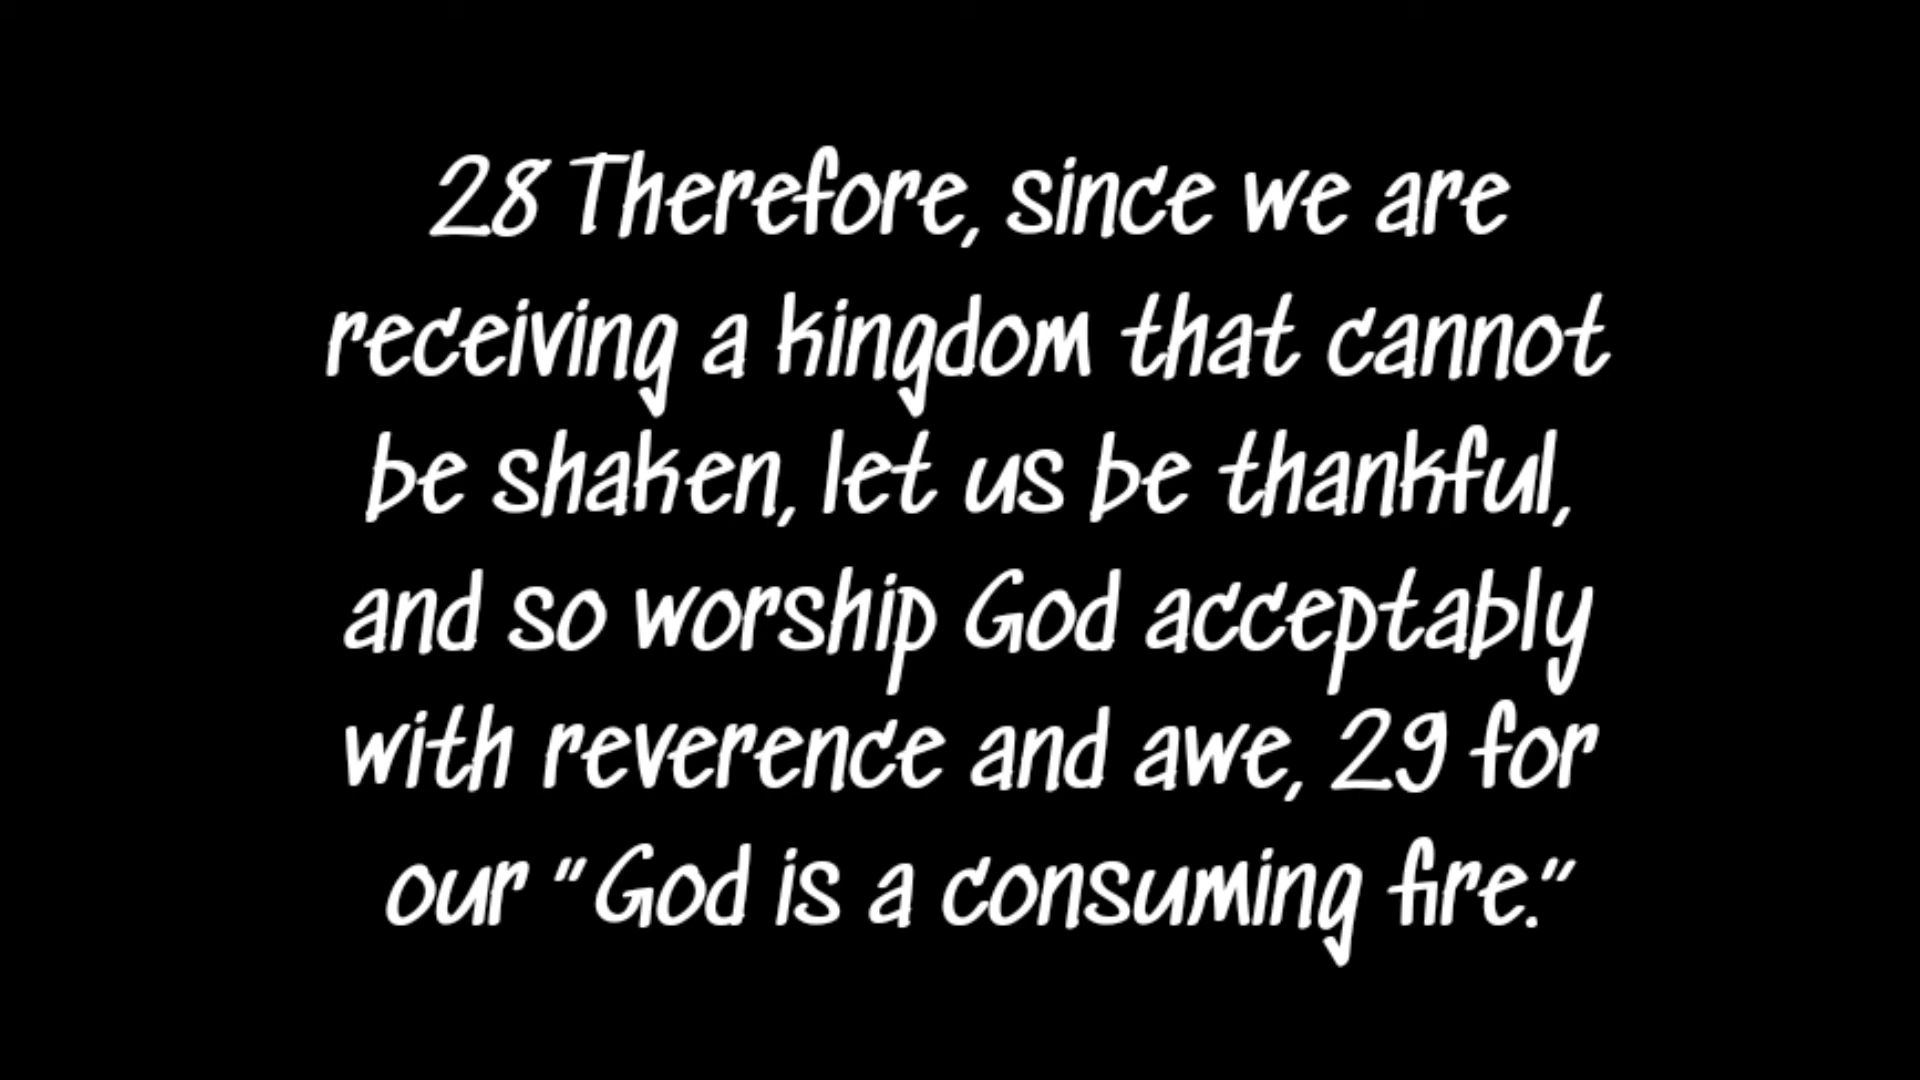 28 Therefore, since we are
receiving a kingdom that cannot
be shaken, let us be thankful,
and so worship God acceptably
with reverence and awe, 29 for
our "God is a consuming fire."